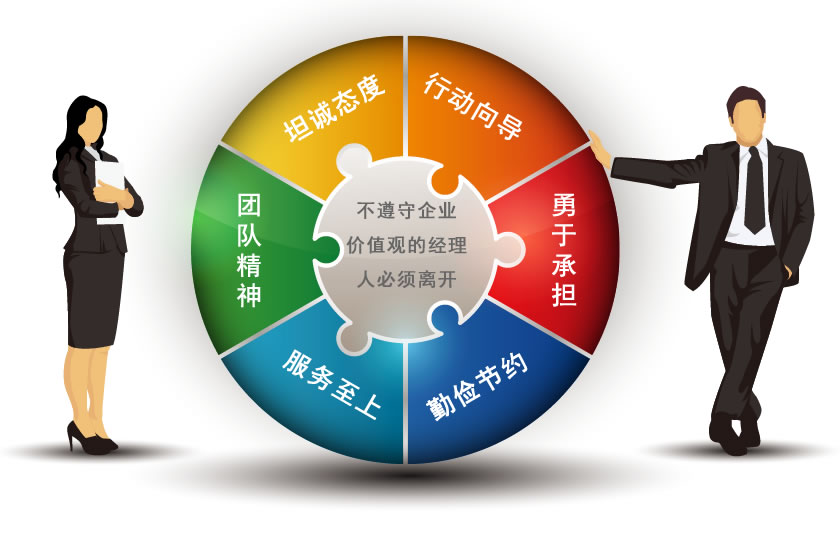 坦诚态度
行动向导
团队精神
不遵守企业
价值观的经理
人必须离开
勇于承担
服务至上
勤俭节约